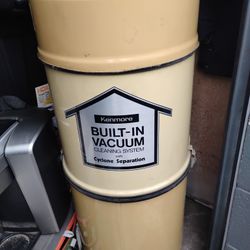 Kenmore
BUILT-IN
VACUUM
CLEANING SYSTEM
with
Cyclone Separation